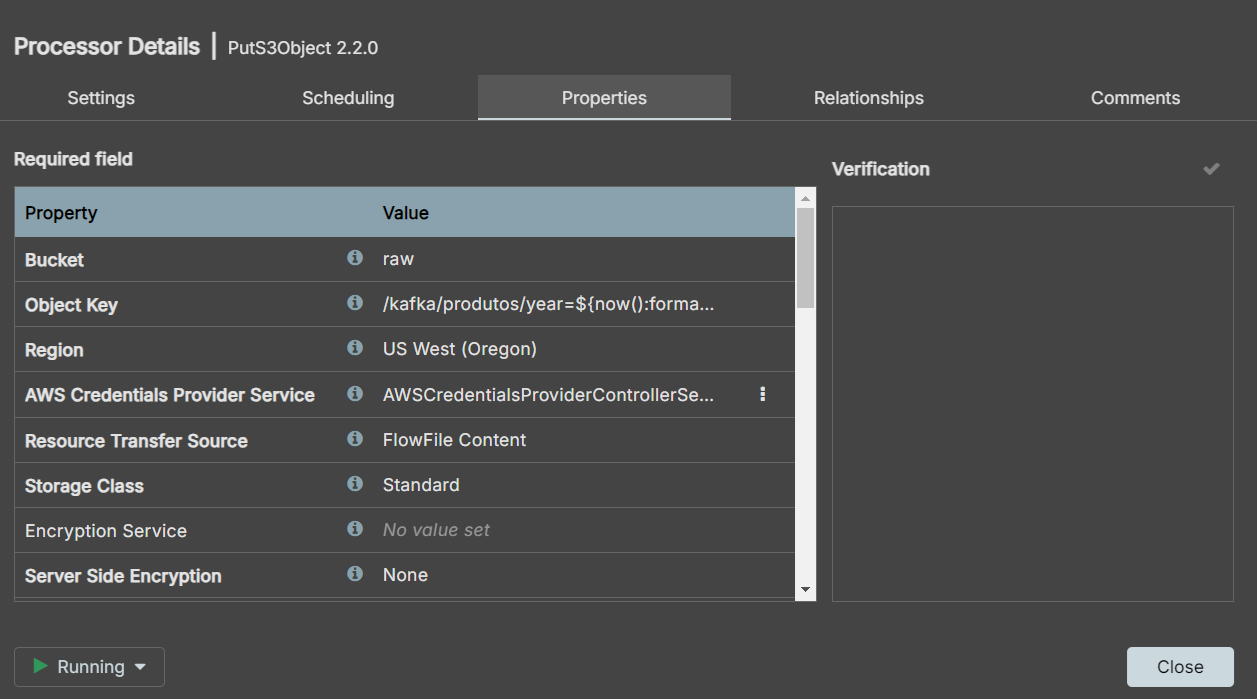 Processor Details | PutS3Object 2.2.0
Settings Scheduling Properties Relationships Comments
Required field
Verification
Property Value
Bucket raw
Object Key /kafka/produtos/year=${now():forma...
Region US West (Oregon)
AWS Credentials Provider Service AWSCredentialsProviderControllerSe...
Resource Transfer Source FlowFile Content
Storage Class Standard
Encryption Service No value set
Server Side Encryption None
Running Close